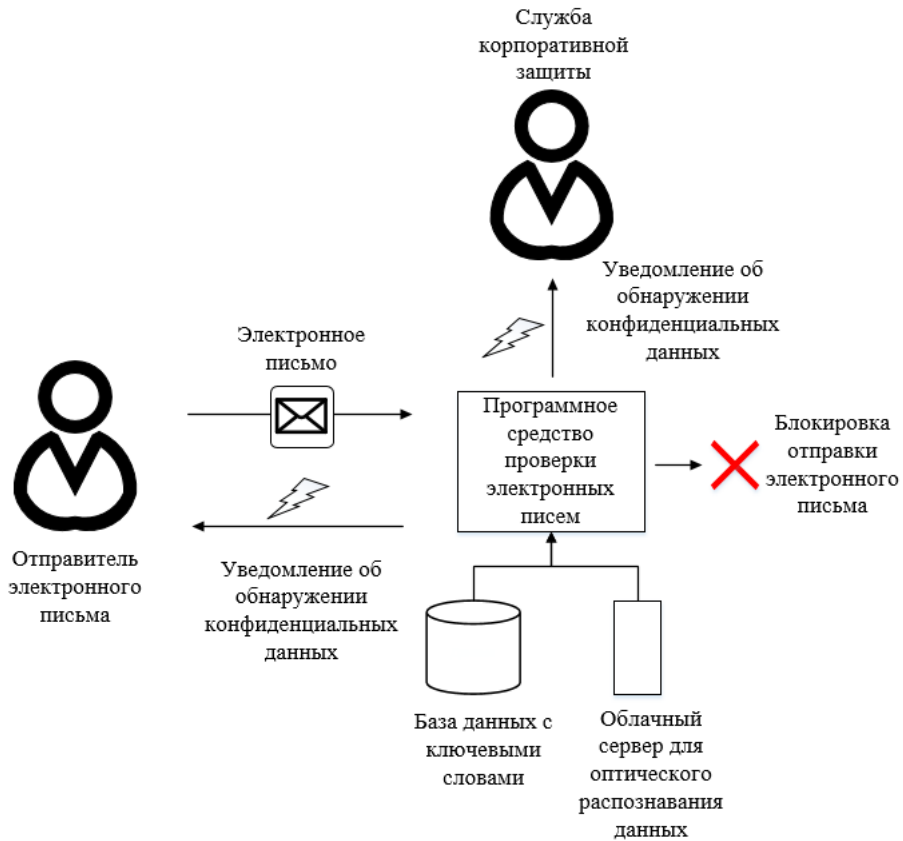 Служба
корпоративной
защиты
Уведомление об
обнаружении
конфиденциальных
данных
Электронное
письмо
Программное
средство
проверки
электронных
писем
Блокировка
отправки
электронного
письма
Отправитель
электронного
письма
Уведомление об
обнаружении
конфиденциальных
данных
База данных с
ключевыми
словами
Облачный
сервер для
оптического
распознавания
данных